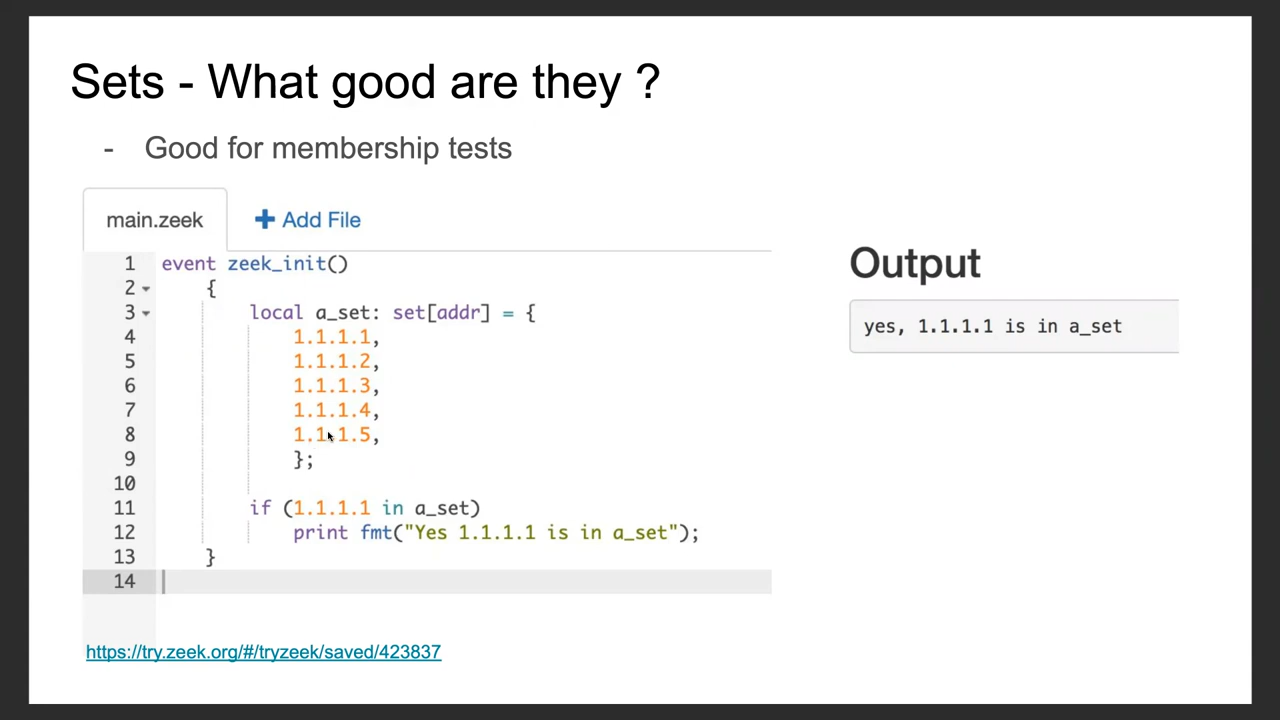 Sets - What good are they ?
- Good for membership tests
main.zeek
+ Add File
1 event zeek_init()
2 {
3 local a_set: set[addr] = {
4 1.1.1.1,
5 1.1.1.2,
6 1.1.1.3,
7 1.1.1.4,
8 1.1.1.5,
9 };
10
11 if (1.1.1.1 in a_set)
12 print fmt("Yes 1.1.1.1 is in a_set");
13 }
14
Output
yes, 1.1.1.1 is in a_set
https://try.zeek.org/#/tryzeek/saved/423837